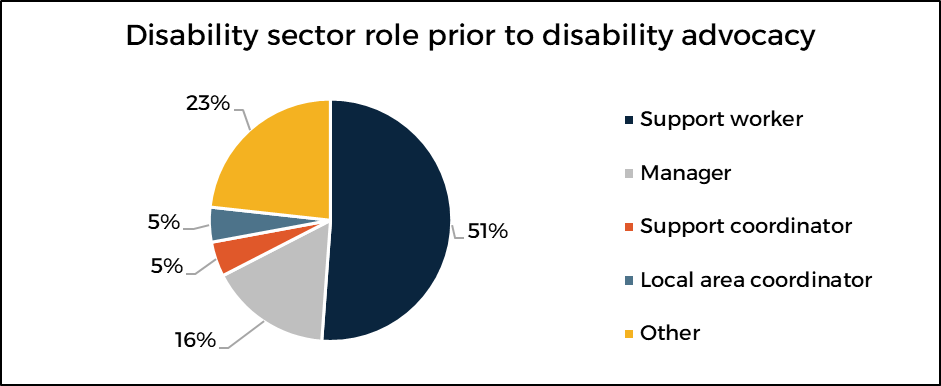 Disability sector role prior to disability advocacy
23%
5%
5%
16%
51%
Support worker
Manager
Support coordinator
Local area coordinator
Other